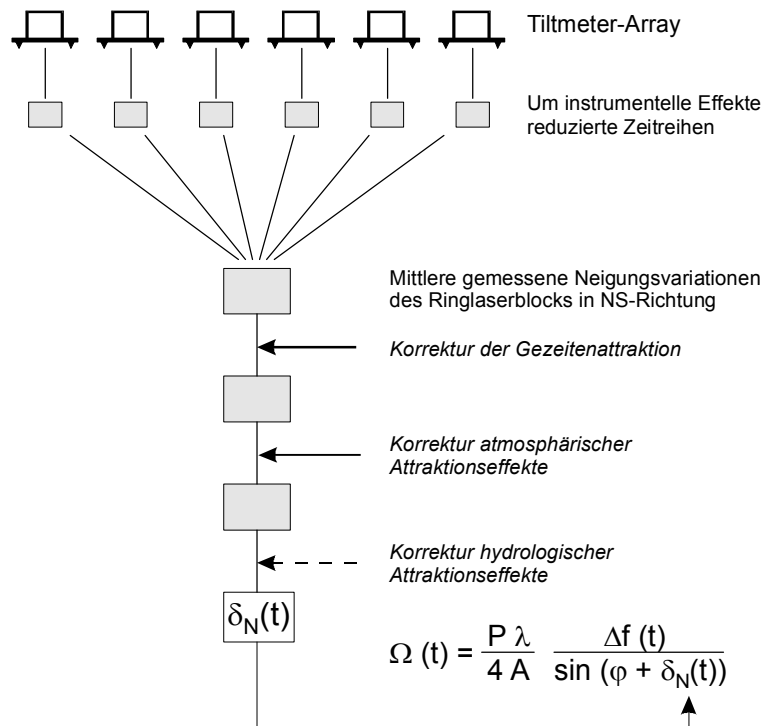 Tiltmeter-Array
Um instrumentelle Effekte
reduzierte Zeitreihen
Mittlere gemessene Neigungsvariationen
des Ringlaserblocks in NS-Richtung
Korrektur der Gezeitenattraktion
Korrektur atmosphärischer
Attraktionseffekte
Korrektur hydrologischer
Attraktionseffekte
δN(t)
Ω (t) = P λ / 4 A Δf (t) / sin (φ + δN(t))